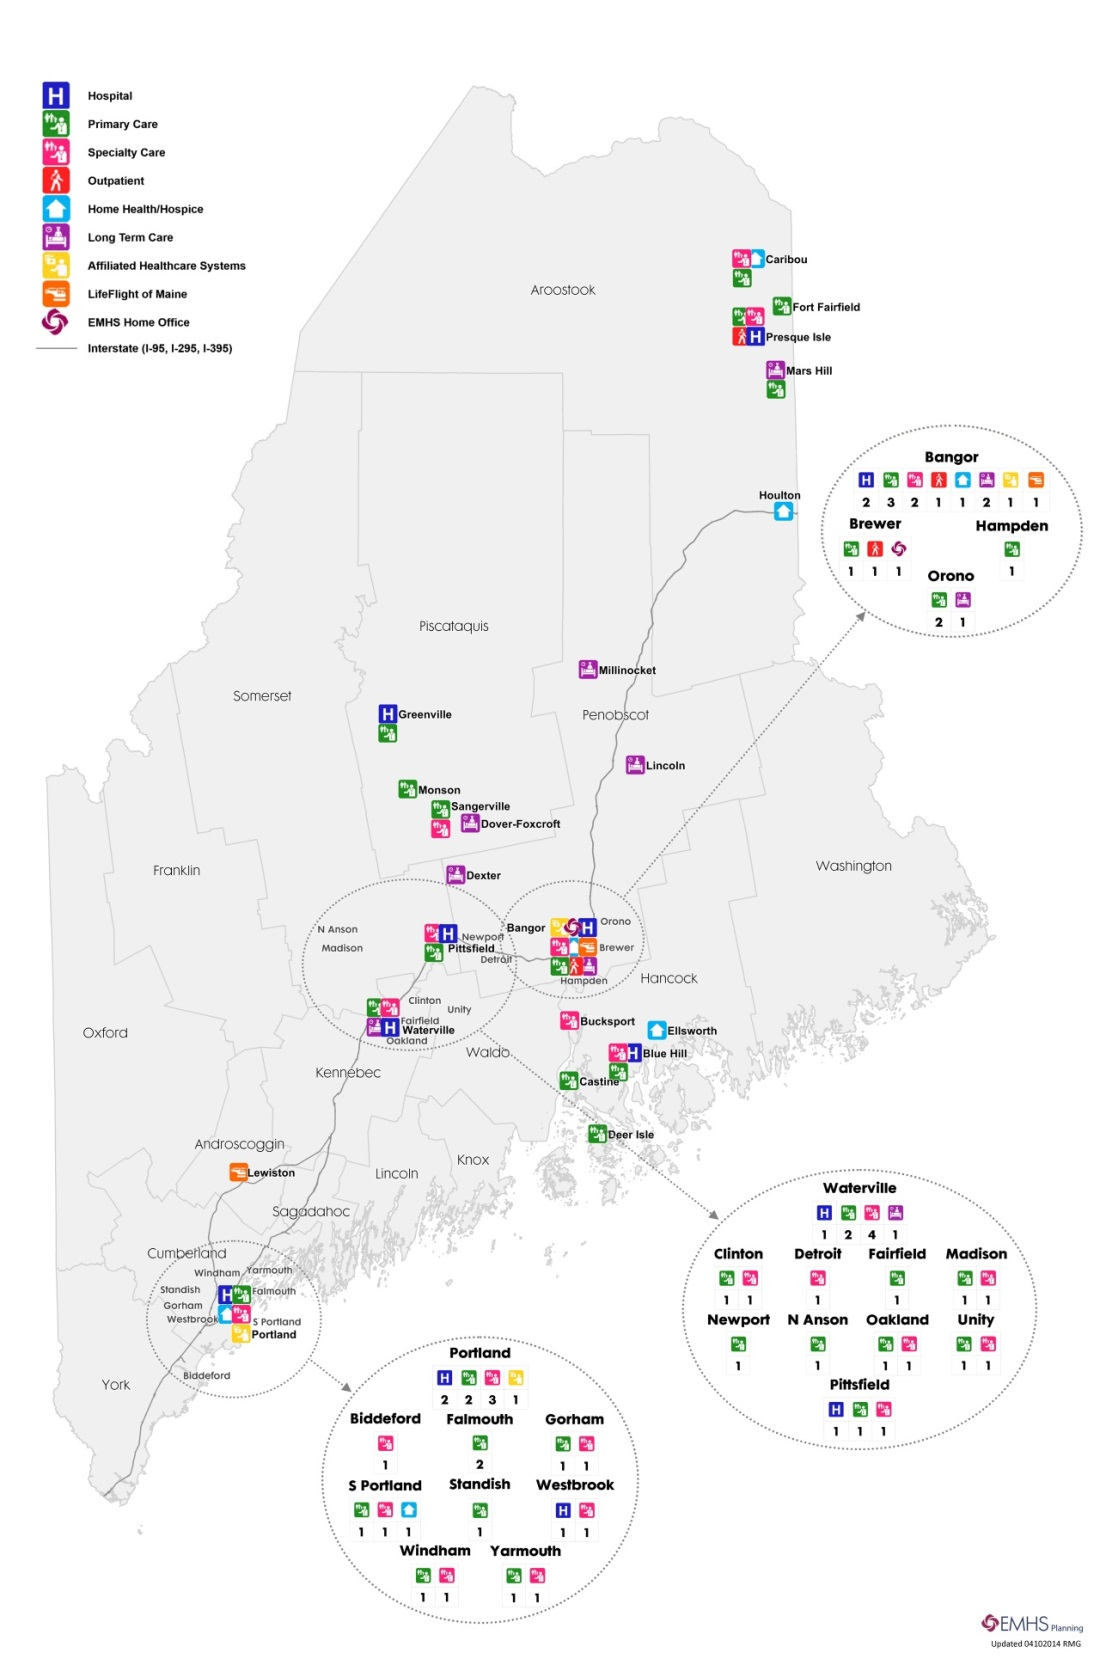 H Hospital
Primary Care
Specialty Care
Outpatient
Home Health/Hospice
Long Term Care
Affiliated Healthcare Systems
LifeFlight of Maine
EMHS Home Office
Interstate (I-95, I-295, I-395)
Caribou
Aroostook
Fort Fairfield
H Presque Isle
Mars Hill
Bangor
H
2 3 2 1 1 2 1 1
Houlton
Brewer Hampden
1 1 1 1
Orono
2 1
Piscataquis
Millinocket
Somerset
H Greenville
Penobscot
Lincoln
Monson
Sangerville
Dover-Foxcroft
Franklin
Washington
Dexter
N Anson
Madison
H Newport
Pittsfield
Detroit
Bangor H Orono
Brewer
Hampden
Hancock
Clinton
Unity
Fairfield
H Waterville
Oakland
Oxford
Bucksport
Ellsworth
H Blue Hill
Waldo
Kennebec
Castine
Deer Isle
Androscoggin
Lewiston
Lincoln
Knox
Sagadahoc
Cumberland
Windham Yarmouth
Standish H Falmouth
Gorham
Westbrook S Portland
Portland
Biddeford
York
Waterville
H
1 2 4 1
Clinton Detroit Fairfield Madison
1 1 1 1 1 1
Newport N Anson Oakland Unity
1 1 1 1 1 1
Pittsfield
H
1 1 1
Portland
H
2 2 3 1
Biddeford Falmouth Gorham
1 2 1 1
S Portland Standish Westbrook
H
1 1 1 1 1 1
Windham Yarmouth
1 1 1 1
EMHS Planning
Updated 04102014 RMG